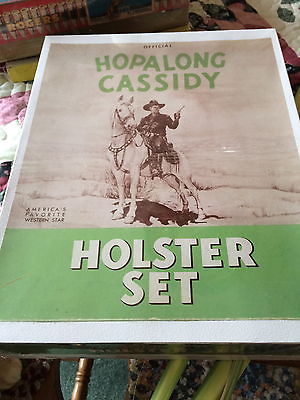 OFFICIAL
HOPALONG
CASSIDY
AMERICA'S
FAVORITE
WESTERN STAR
HOLSTER
SET